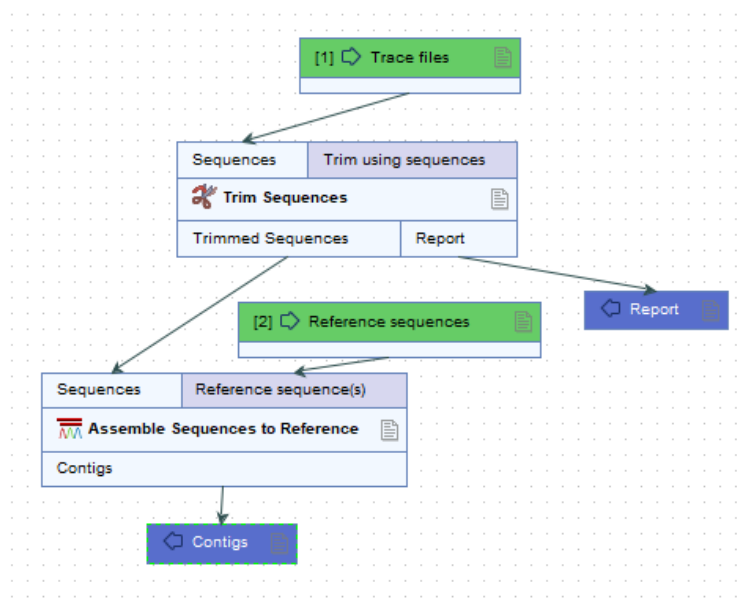 [1] Trace files
Sequences Trim using sequences
Trim Sequences
Trimmed Sequences Report
Report
[2] Reference sequences
Sequences Reference sequence(s)
Assemble Sequences to Reference
Contigs
Contigs